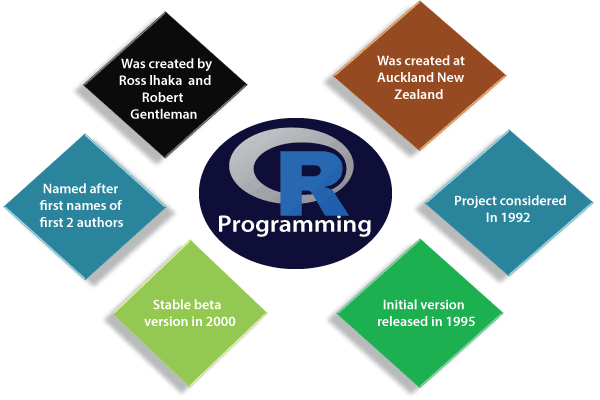 Was created by
Ross Ihaka and
Robert
Gentleman
Was created at
Auckland New
Zealand
Named after
first names of
first 2 authors
R
Programming
Project considered
In 1992
Stable beta
version in 2000
Initial version
released in 1995